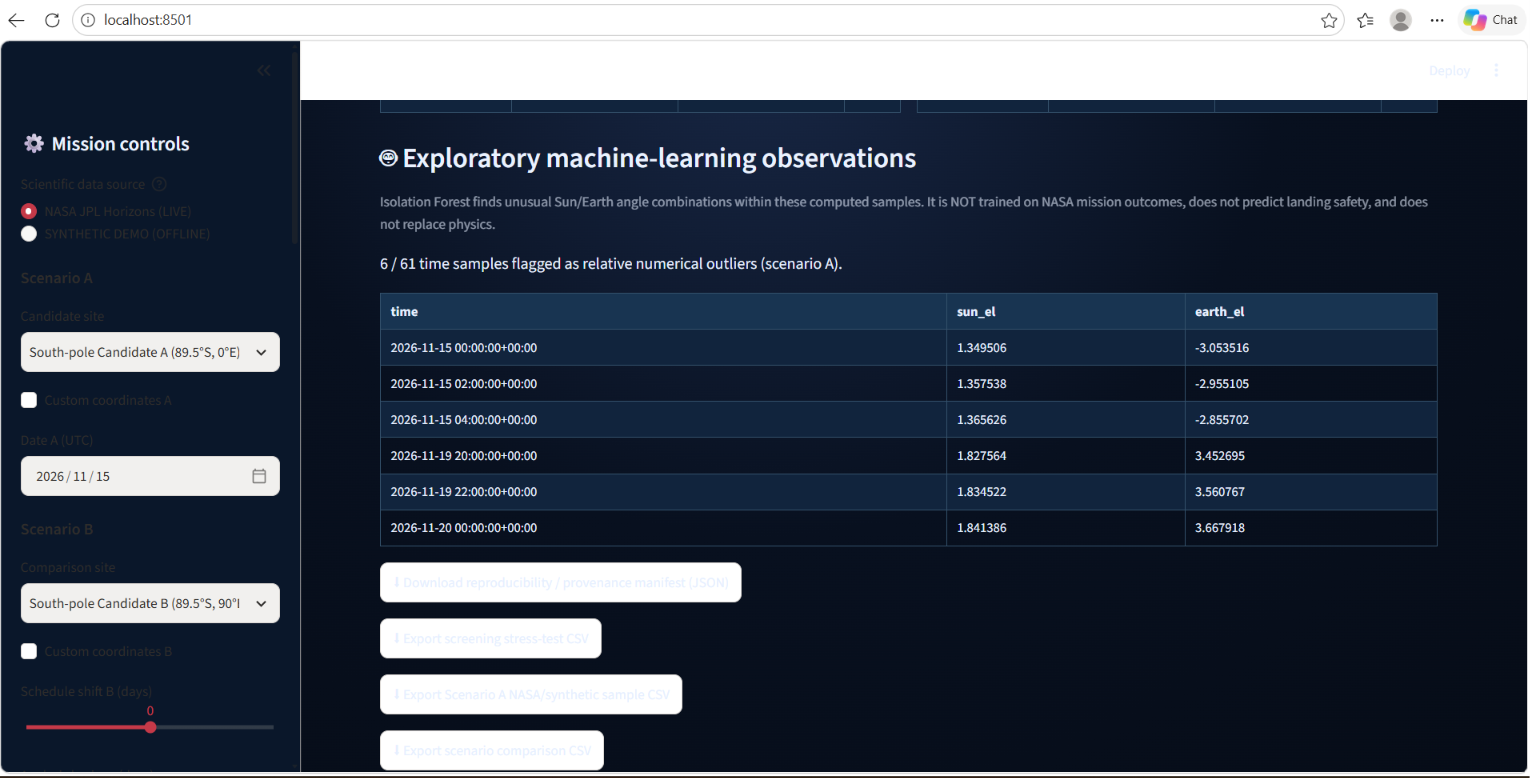 localhost:8501
Chat
Deploy
Mission controls
Scientific data source
NASA JPL Horizons (LIVE)
SYNTHETIC DEMO (OFFLINE)
Scenario A
Candidate site
South-pole Candidate A (89.5°S, 0°E)
Custom coordinates A
Date A (UTC)
2026/11/15
Scenario B
Comparison site
South-pole Candidate B (89.5°S, 90°
Custom coordinates B
Schedule shift B (days)
0
Exploratory machine-learning observations
Isolation Forest finds unusual Sun/Earth angle combinations within these computed samples. It is NOT trained on NASA mission outcomes, does not predict landing safety, and does
not replace physics.
6 / 61 time samples flagged as relative numerical outliers (scenario A).
time sun_el earth_el
2026-11-15 00:00:00+00:00 1.349506 -3.053516
2026-11-15 02:00:00+00:00 1.357538 -2.955105
2026-11-15 04:00:00+00:00 1.365626 -2.855702
2026-11-19 20:00:00+00:00 1.827564 3.452695
2026-11-19 22:00:00+00:00 1.834522 3.560767
2026-11-20 00:00:00+00:00 1.841386 3.667918
⬇ Download reproducibility / provenance manifest (JSON)
⬇ Export screening stress-test CSV
⬇ Export Scenario A NASA/synthetic sample CSV
⬇ Export scenario comparison CSV